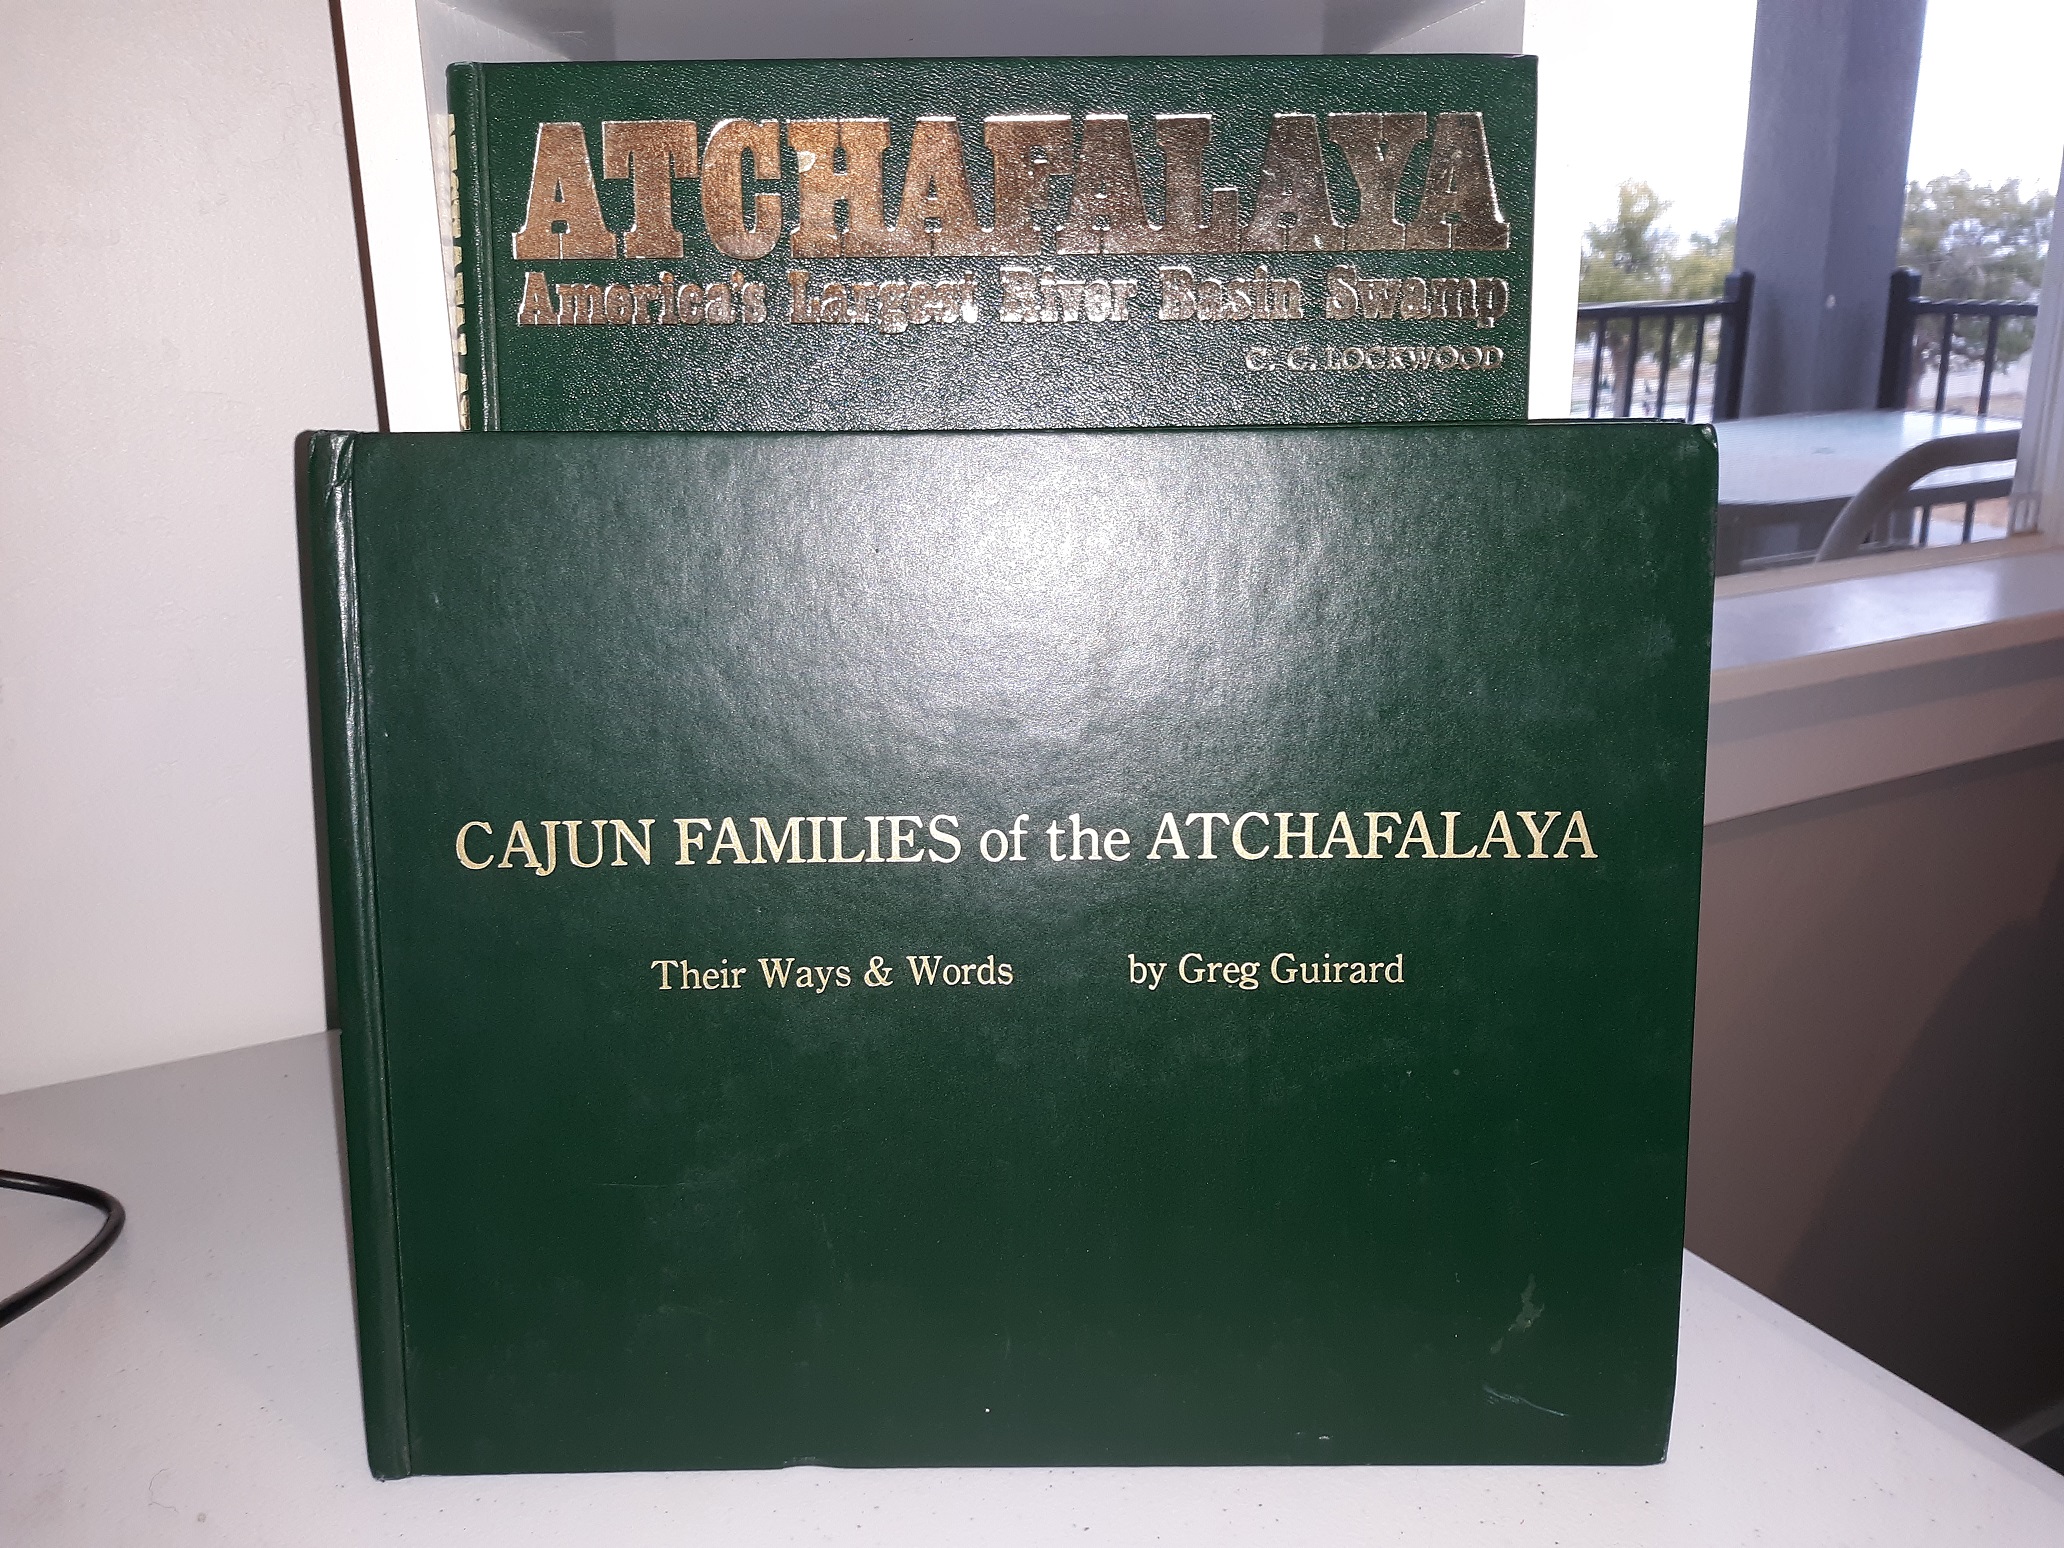 ATCHAFALAYA
America's Largest River Basin Swamp
C. C. LOCKWOOD
CAJUN FAMILIES of the ATCHAFALAYA
Their Ways & Words by Greg Guirard